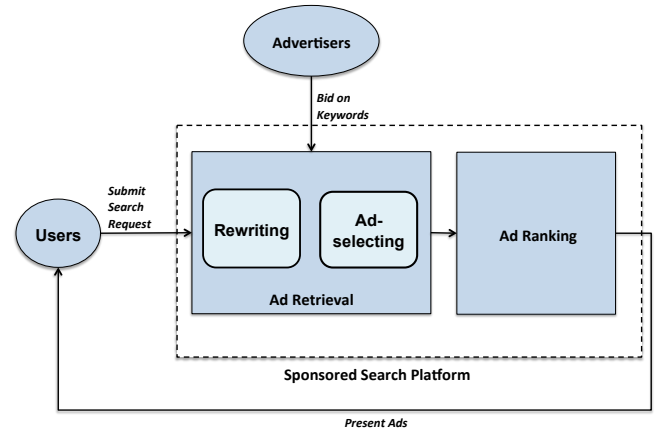 Advertisers
Bid on
Keywords
Submit
Search
Request
Users
Rewriting
Ad-
selecting
Ad Retrieval
Ad Ranking
Sponsored Search Platform
Present Ads